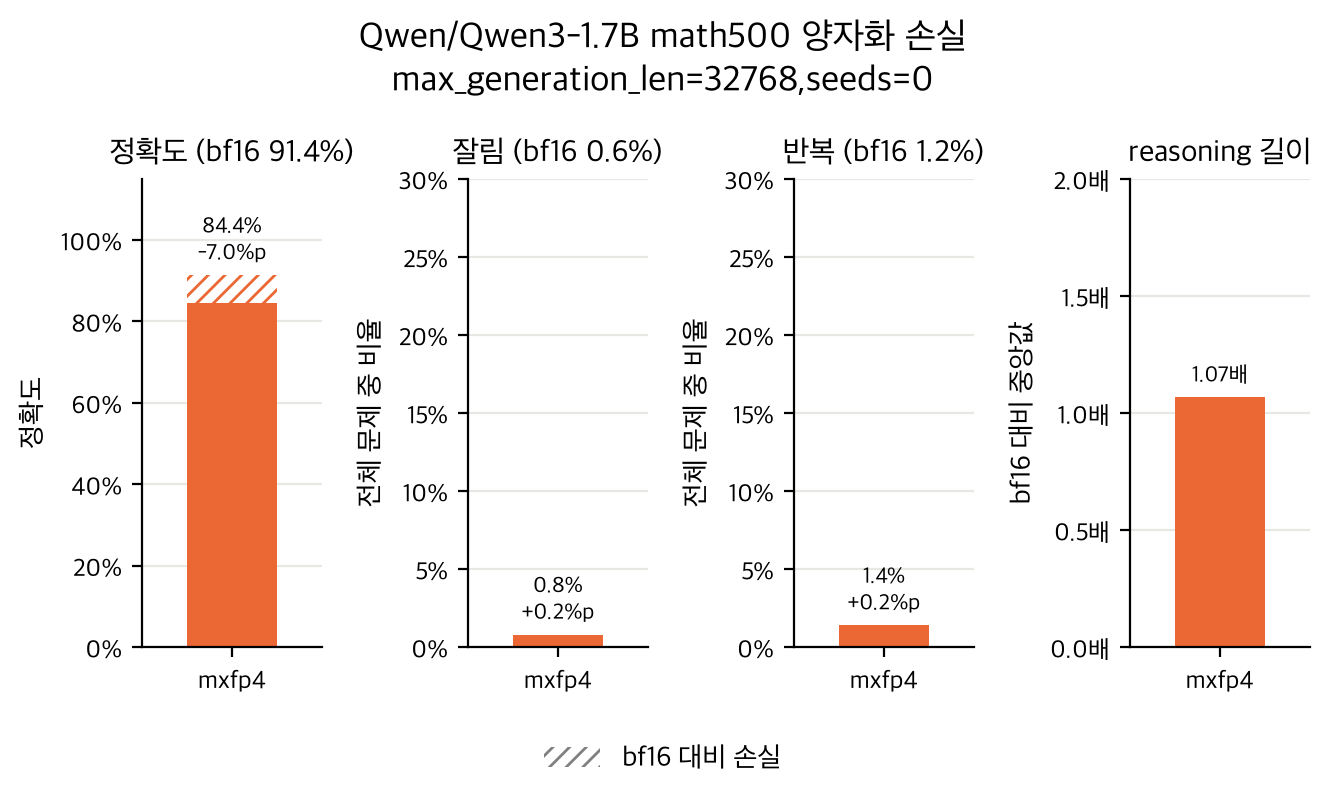 Qwen/Qwen3-1.7B math500 양자화 손실
max_generation_len=32768,seeds=0
정확도 (bf16 91.4%)
정확도
100%
80%
60%
40%
20%
0%
84.4%
-7.0%p
mxfp4
잘림 (bf16 0.6%)
전체 문제 중 비율
30%
25%
20%
15%
10%
5%
0%
0.8%
+0.2%p
mxfp4
반복 (bf16 1.2%)
전체 문제 중 비율
30%
25%
20%
15%
10%
5%
0%
1.4%
+0.2%p
mxfp4
reasoning 길이
bf16 대비 중앙값
2.0배
1.5배
1.0배
0.5배
0.0배
1.07배
mxfp4
bf16 대비 손실